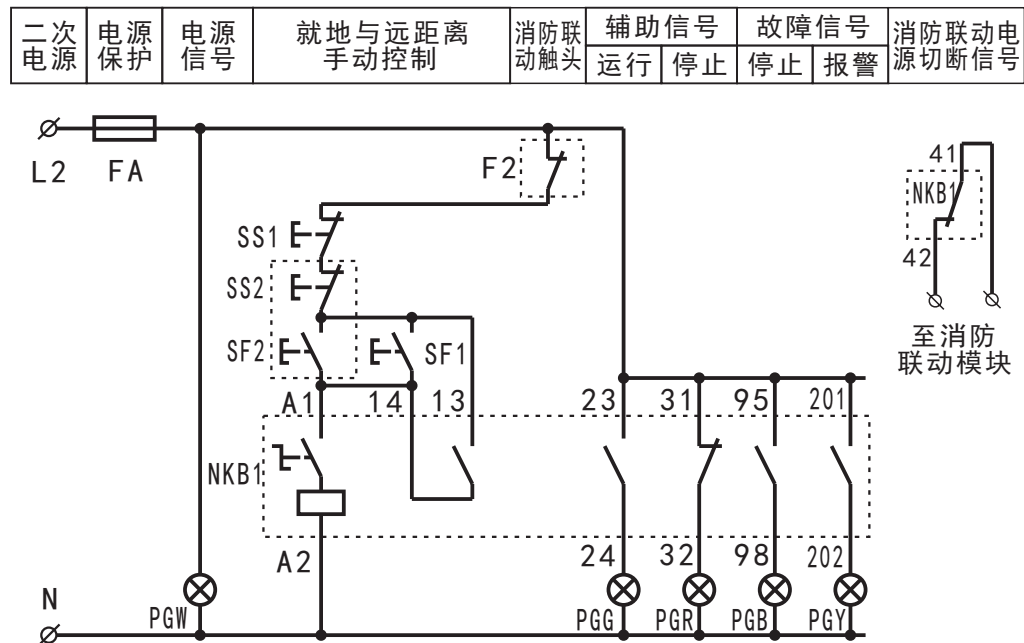 二次
电源
电源
保护
电源
信号
就地与远距离
手动控制
消防联
动触头
辅助信号
运行
停止
故障信号
停止
报警
消防联动电
源切断信号
L2
FA
F2
41
NKB1
42
至消防
联动模块
SS1
SS2
SF2
SF1
A1
14
13
23
31
95
201
NKB1
A2
24
32
98
202
N
PGW
PGG
PGR
PGB
PGY